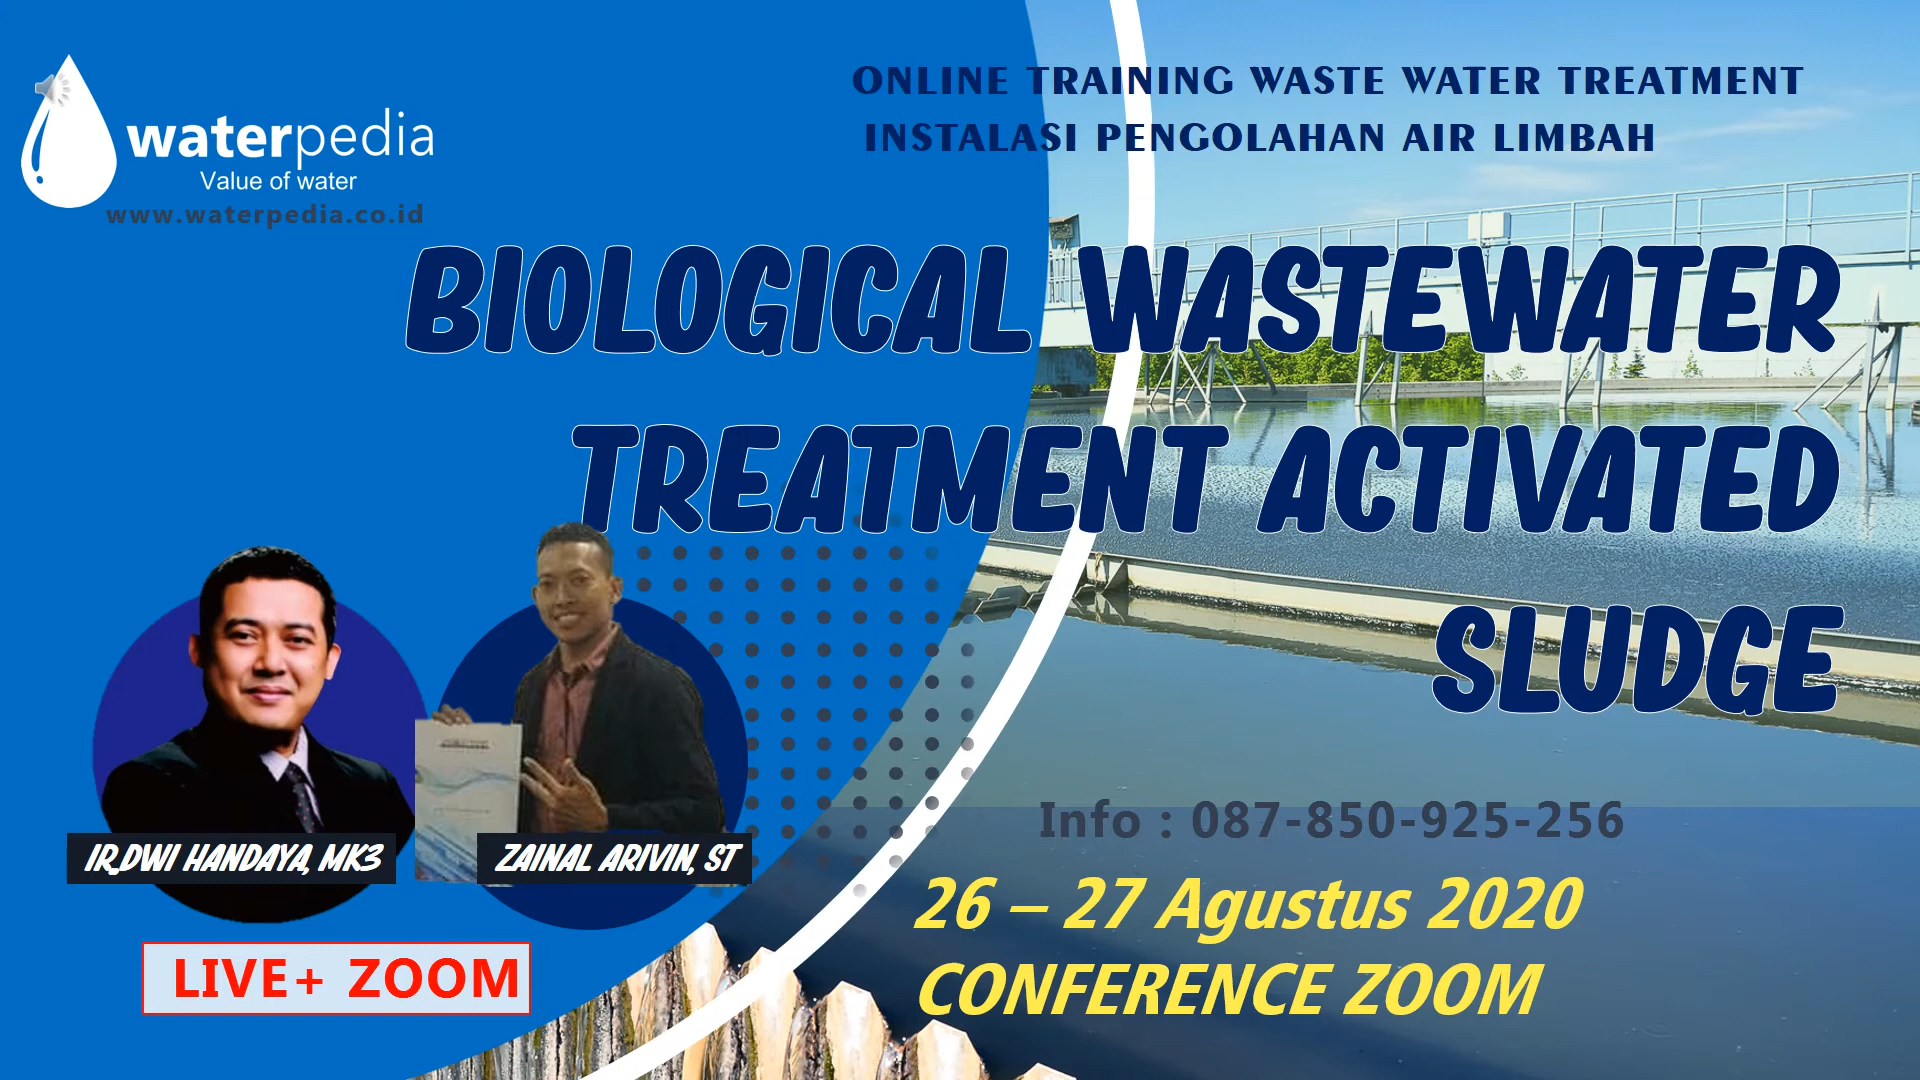 waterpedia
Value of water
www.waterpedia.co.id
ONLINE TRAINING WASTE WATER TREATMENT
INSTALASI PENGOLAHAN AIR LIMBAH
BIOLOGICAL WASTEWATER
TREATMENT ACTIVATED
SLUDGE
IR,DWI HANDAYA, MK3
ZAINAL ARIVIN, ST
LIVE+ ZOOM
Info : 087-850-925-256
26 – 27 Agustus 2020
CONFERENCE ZOOM